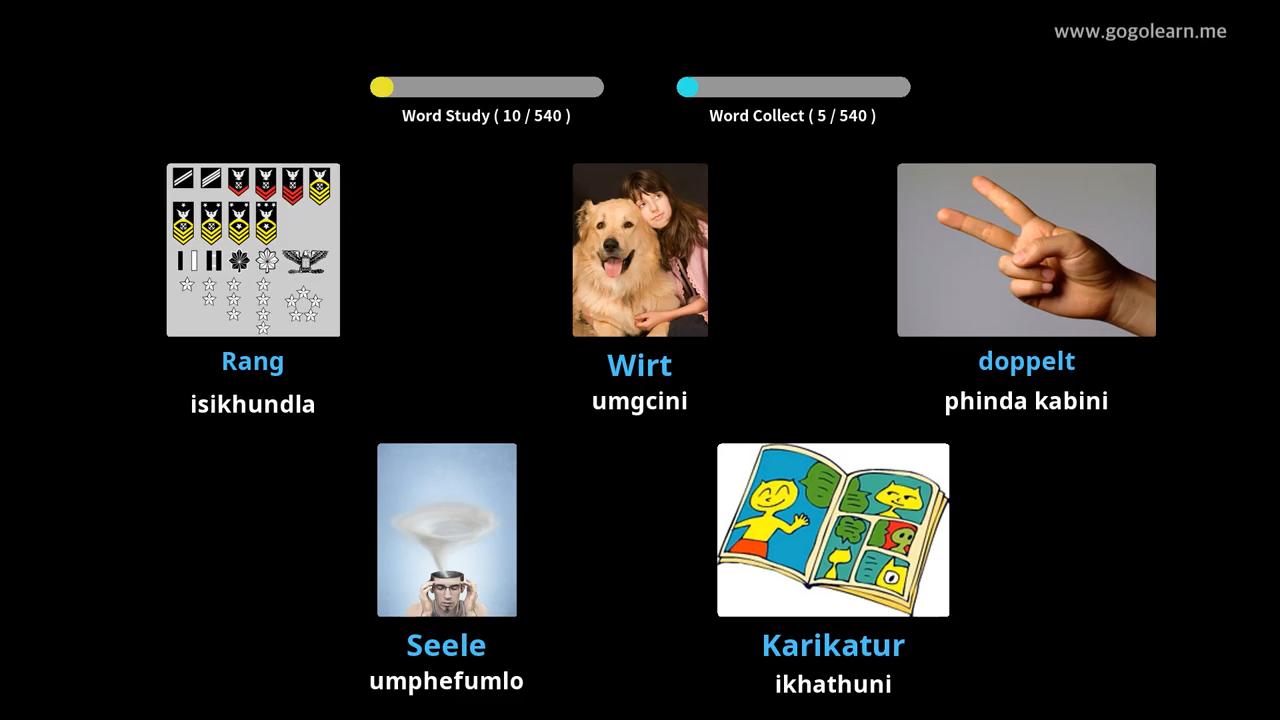 www.gogolearn.me
Word Study ( 10 / 540 )
Word Collect ( 5 / 540 )
Rang
isikhundla
Wirt
umgcini
doppelt
phinda kabini
Seele
umphefumlo
Karikatur
ikhathuni